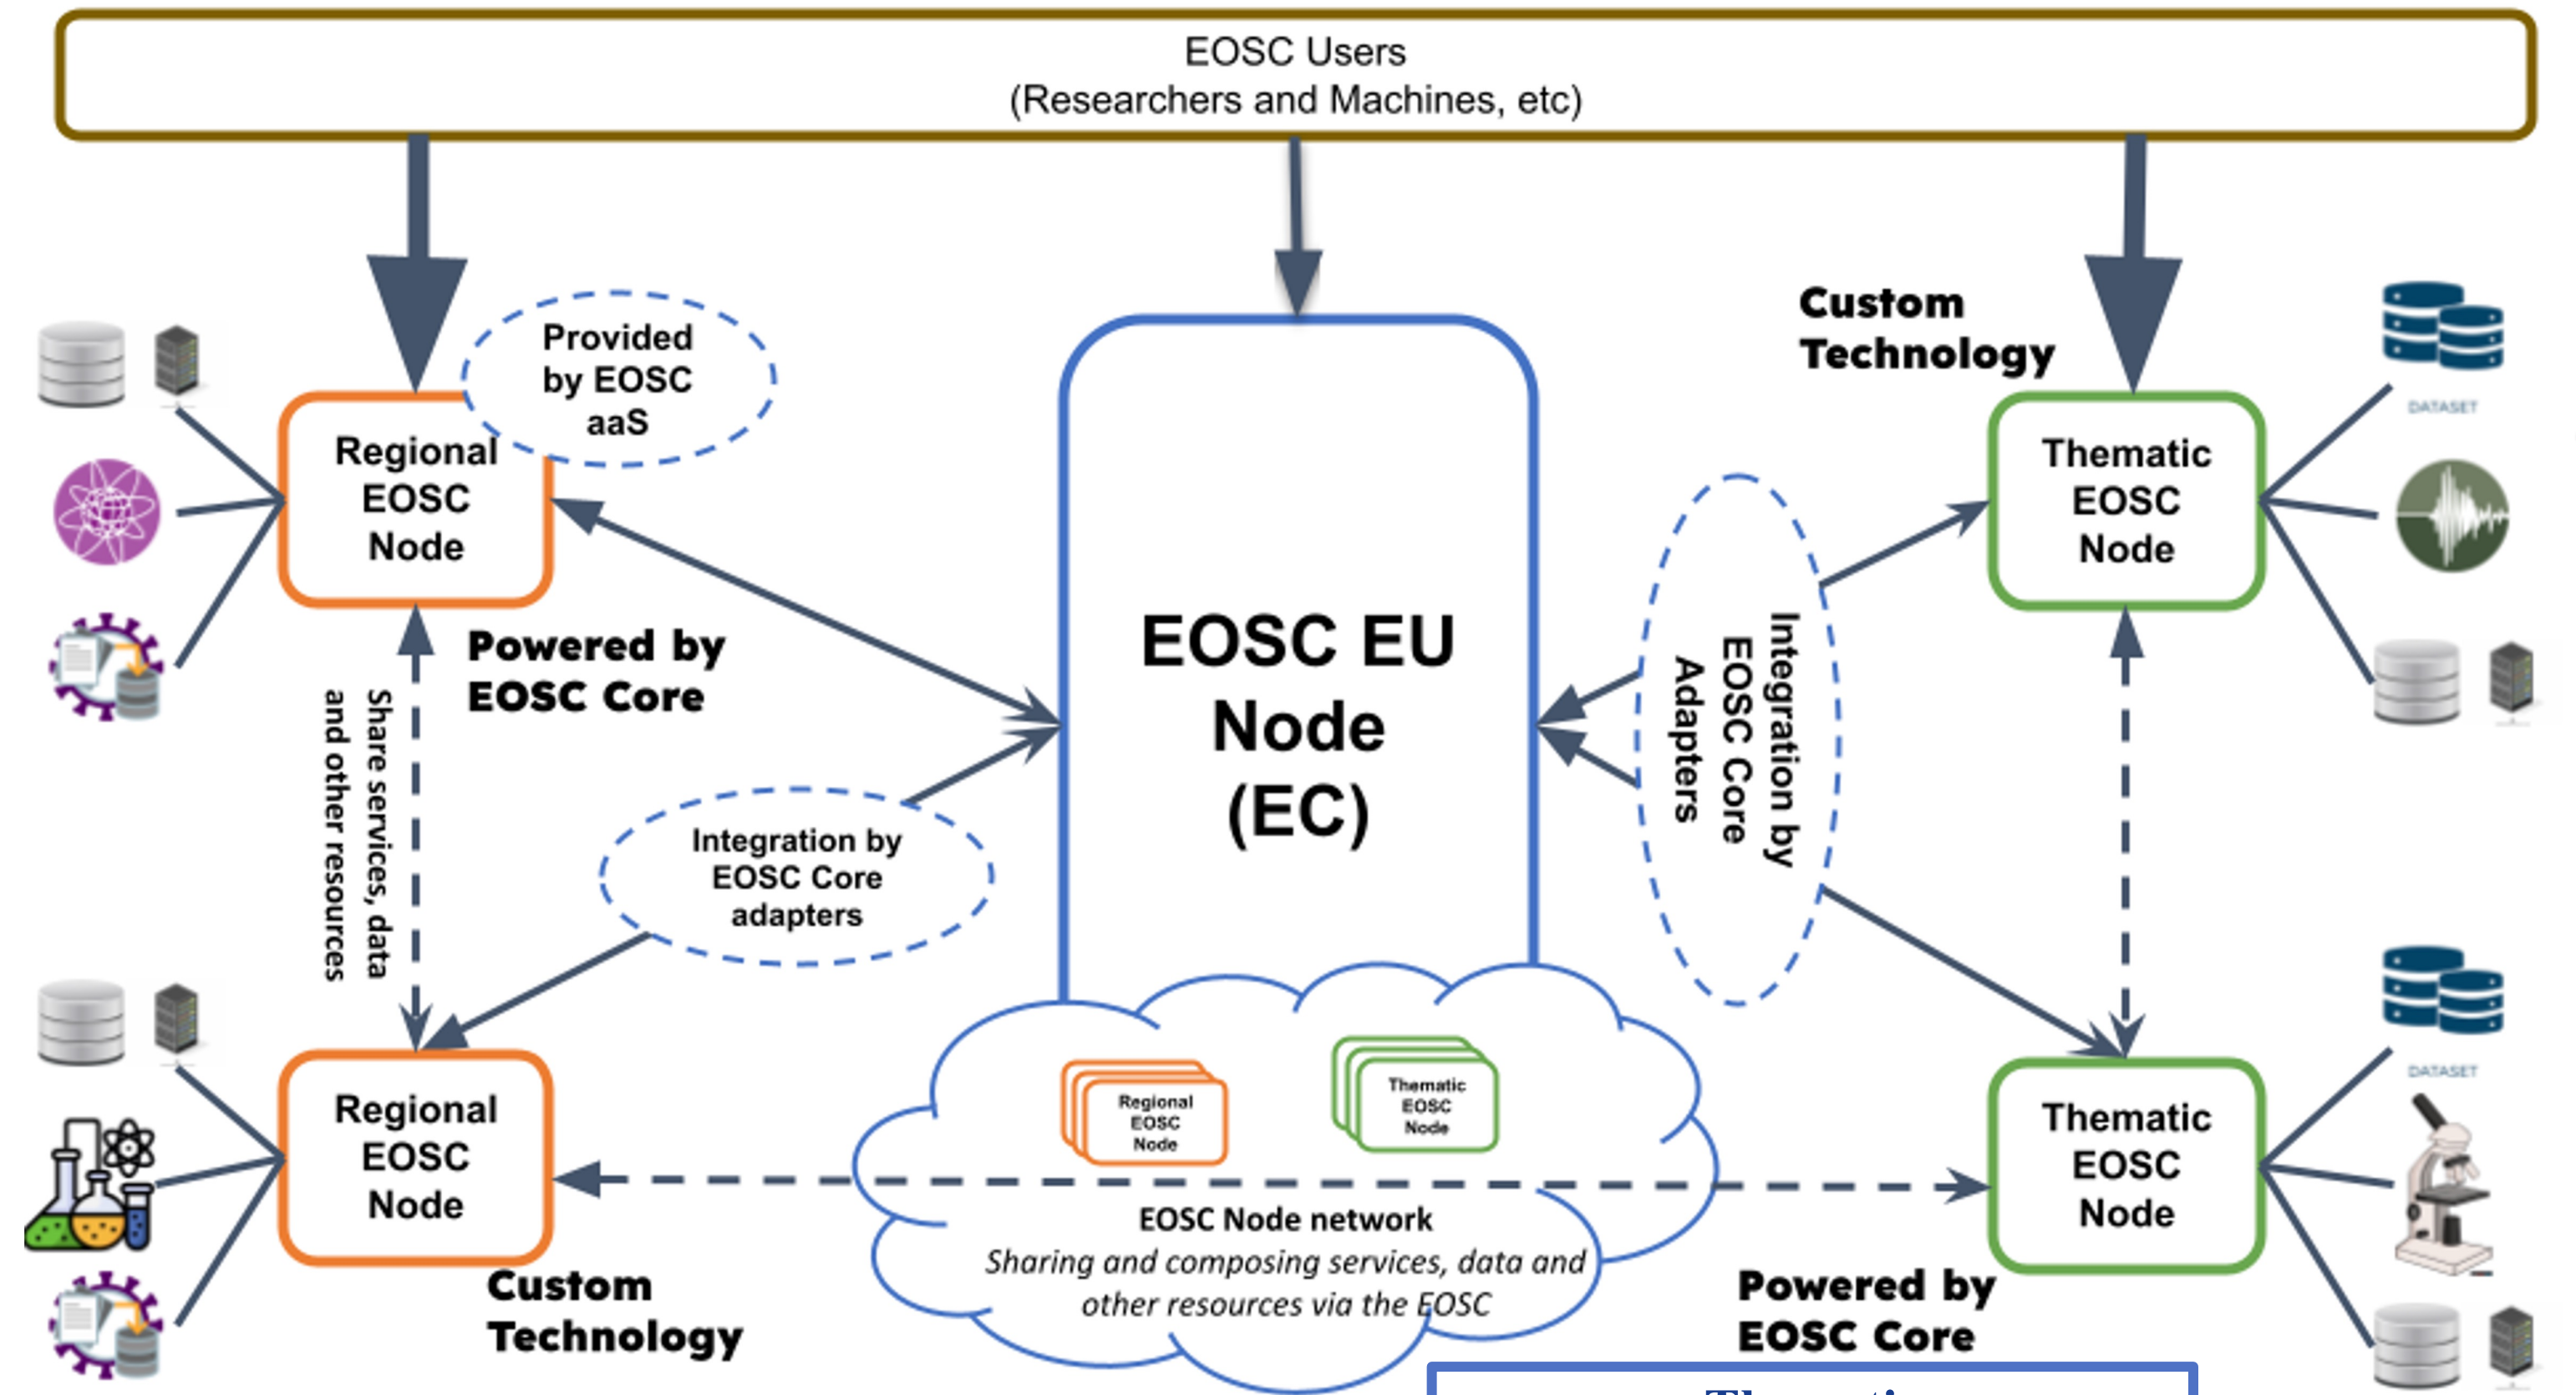 EOSC Users
(Researchers and Machines, etc)
Provided
by EOSC
aaS
Custom
Technology
DATASET
Regional
EOSC
Node
Thematic
EOSC
Node
Powered by
EOSC Core
EOSC EU
Node
(EC)
Integration by
EOSC Core
Adapters
Share services, data
and other resources
Integration by
EOSC Core
adapters
DATASET
Regional
EOSC
Node
Regional
EOSC
Node
Thematic
EOSC
Node
Thematic
EOSC
Node
EOSC Node network
Sharing and composing services, data and
other resources via the EOSC
Custom
Technology
Powered by
EOSC Core